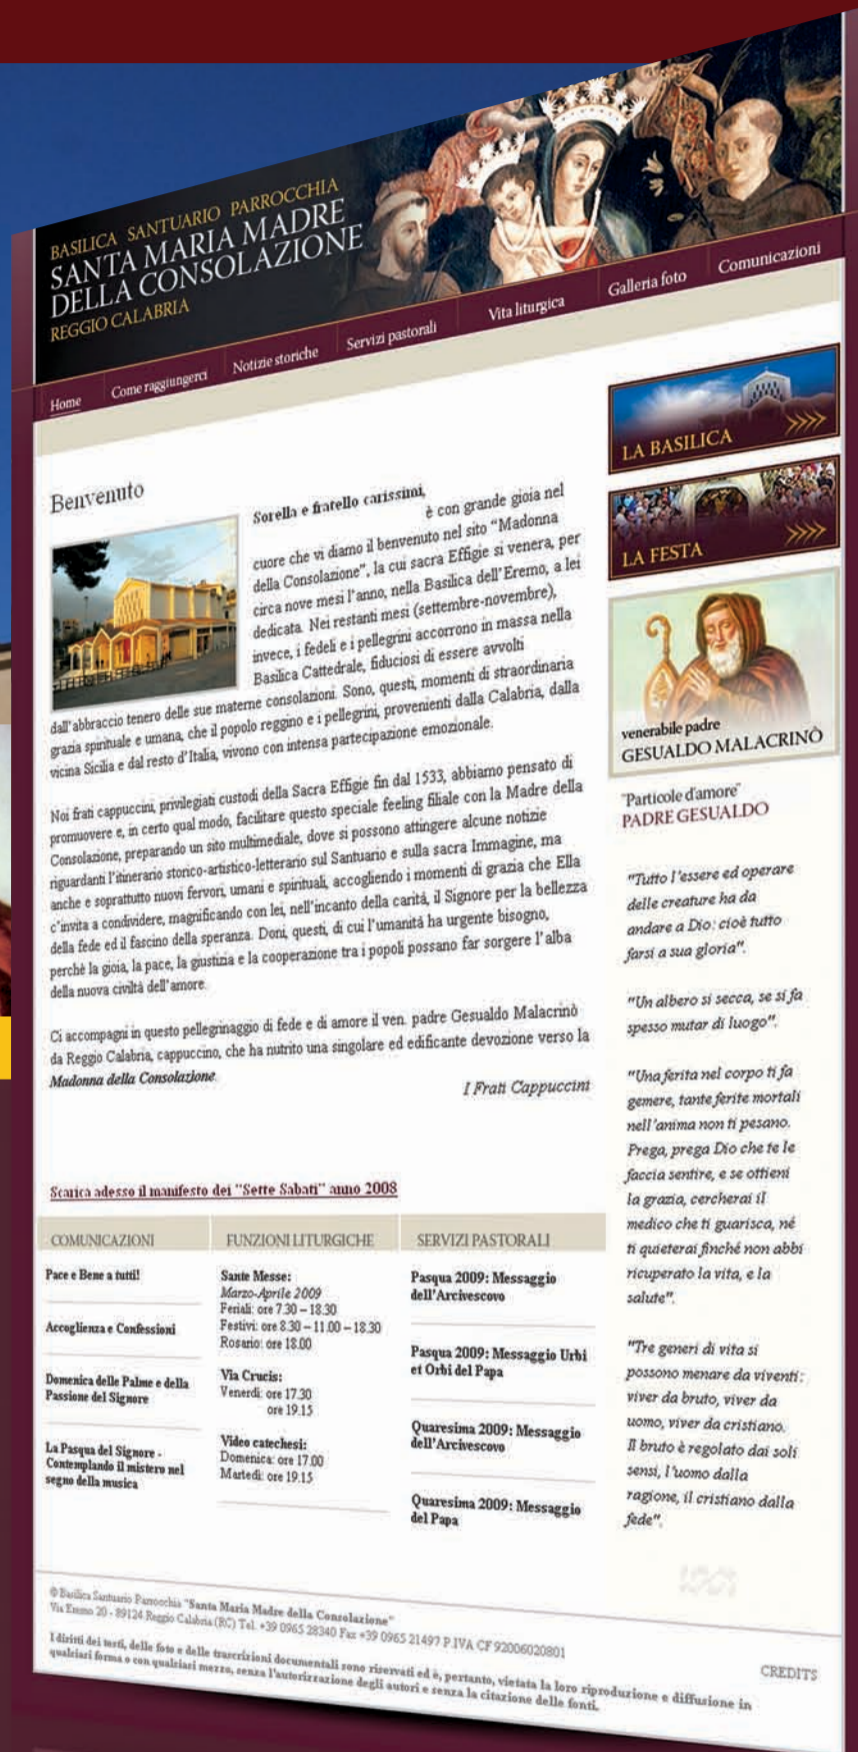 BASILICA SANTUARIO PARROCCHIA
SANTA MARIA MADRE
DELLA CONSOLAZIONE
REGGIO CALABRIA
Home
Come raggiungerci
Notizie storiche
Servizi pastorali
Vita liturgica
Galleria foto
Comunicazioni
Benvenuto
Sorella e fratello carissimi,
è con grande gioia nel
cuore che vi diamo il benvenuto nel sito "Madonna
della Consolazione", la cui sacra Effigie si venera, per
circa nove mesi l'anno, nella Basilica dell'Eremo, a lei
dedicata. Nei restanti mesi (settembre-novembre),
invece, i fedeli e i pellegrini accorrono in massa nella
Basilica Cattedrale, fiduciosi di essere avvolti
dall'abbraccio tenero delle sue materne consolazioni. Sono, questi, momenti di straordinaria
grazia spirituale e umana, che il popolo reggino e i pellegrini, provenienti dalla Calabria, dalla
vicina Sicilia e dal resto d'Italia, vivono con intensa partecipazione emozionale.
Noi frati cappuccini, privilegiati custodi della Sacra Effigie fin dal 1533, abbiamo pensato di
promuovere e, in certo qual modo, facilitare questo speciale feeling filiale con la Madre della
Consolazione, preparando un sito multimediale, dove si possono attingere alcune notizie
riguardanti l'itinerario storico-artistico-letterario sul Santuario e sulla sacra Immagine, ma
anche e soprattutto nuovi fervori, umani e spirituali, accogliendo i momenti di grazia che Ella
c'invita a condividere, magnificando con lei, nell'incanto della carità, il Signore per la bellezza
della fede ed il fascino della speranza. Doni, questi, di cui l'umanità ha urgente bisogno,
perchè la gioia, la pace, la giustizia e la cooperazione tra i popoli possano far sorgere l'alba
della nuova civiltà dell'amore.
Ci accompagni in questo pellegrinaggio di fede e di amore il ven. padre Gesualdo Malacrinò
da Reggio Calabria, cappuccino, che ha nutrito una singolare ed edificante devozione verso la
Madonna della Consolazione.
I Frati Cappuccini
Scarica adesso il manifesto dei "Sette Sabati" anno 2008
COMUNICAZIONI
Pace e Bene a tutti!
Accoglienza e Confessioni
Domenica delle Palme e della
Passione del Signore
La Pasqua del Signore -
Contemplando il mistero nel
segno della musica
FUNZIONI LITURGICHE
Sante Messe:
Marzo-Aprile 2009
Feriali: ore 7.30 – 18.30
Festivi: ore 8.30 – 11.00 – 18.30
Rosario: ore 18.00
Via Crucis:
Venerdì: ore 17.30
ore 19.15
Video catechesi:
Domenica: ore 17.00
Martedì: ore 19.15
SERVIZI PASTORALI
Pasqua 2009: Messaggio
dell'Arcivescovo
Pasqua 2009: Messaggio Urbi
et Orbi del Papa
Quaresima 2009: Messaggio
dell'Arcivescovo
Quaresima 2009: Messaggio
del Papa
LA BASILICA
LA FESTA
venerabile padre
GESUALDO MALACRINÒ
"Particole d'amore"
PADRE GESUALDO
"Tutto l'essere ed operare
delle creature ha da
andare a Dio: cioè tutto
farsi a sua gloria".
"Un albero si secca, se si fa
spesso mutar di luogo".
"Una ferita nel corpo ti fa
gemere, tante ferite mortali
nell'anima non ti pesano.
Prega, prega Dio che te le
faccia sentire, e se ottieni
la grazia, cercherai il
medico che ti guarisca, né
ti quieterai finché non abbi
ricuperato la vita, e la
salute".
"Tre generi di vita si
possono menare da viventi:
viver da bruto, viver da
uomo, viver da cristiano.
Il bruto è regolato dai soli
sensi, l'uomo dalla
ragione, il cristiano dalla
fede".
© Basilica Santuario Parrocchia "Santa Maria Madre della Consolazione"
Via Eremo 20 - 89124 Reggio Calabria (RC) Tel. +39 0965 28340 Fax +39 0965 21497 P.IVA CF 92006020801
I diritti dei testi, delle foto e delle trascrizioni documentali sono riservati ed è, pertanto, vietata la loro riproduzione e diffusione in
qualsiasi forma o con qualsiasi mezzo, senza l'autorizzazione degli autori e senza la citazione delle fonti.
CREDITS